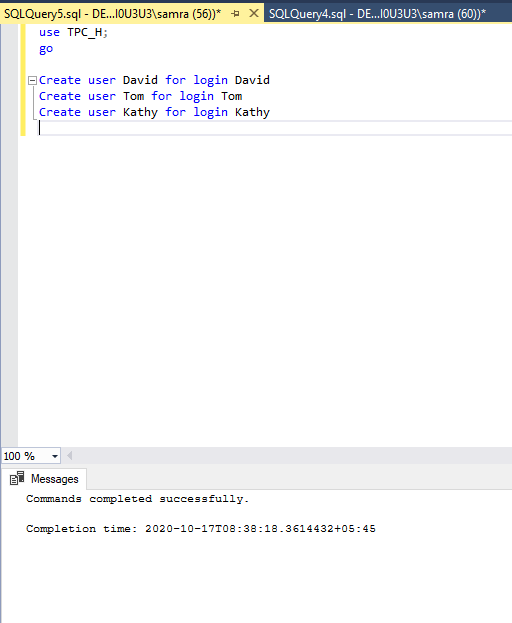 SQLQuery5.sql - DE...I0U3U3\samra (56))* SQLQuery4.sql - DE...I0U3U3\samra (60))*
use TPC_H;
go
Create user David for login David
Create user Tom for login Tom
Create user Kathy for login Kathy
100 %
Messages
Commands completed successfully.
Completion time: 2020-10-17T08:38:18.3614432+05:45